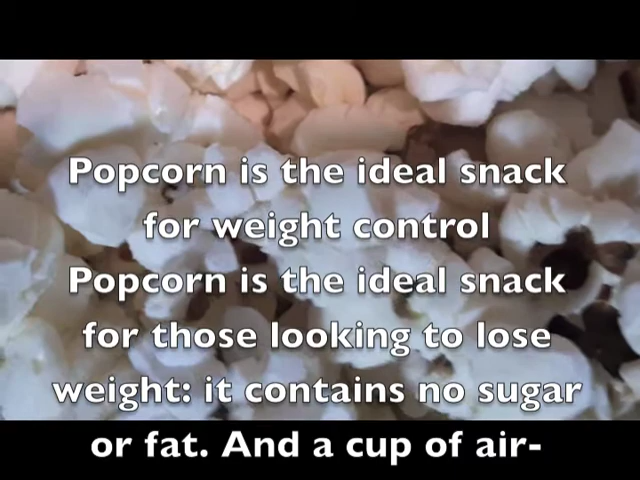 Popcorn is the ideal snack
for weight control
Popcorn is the ideal snack
for those looking to lose
weight: it contains no sugar
or fat. And a cup of air-